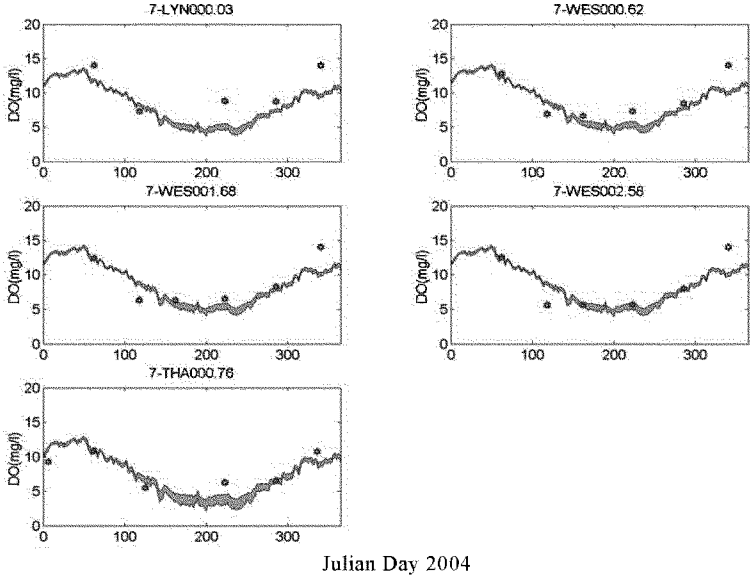 7-LYN000.03
7-WES000.62
20
15
10
5
0
DO(mg/l)
0 100 200 300
20
15
10
5
0
DO(mg/l)
0 100 200 300
7-WES001.68
7-WES002.58
20
15
10
5
0
DO(mg/l)
0 100 200 300
20
15
10
5
0
DO(mg/l)
0 100 200 300
7-THA000.76
20
15
10
5
0
DO(mg/l)
0 100 200 300
Julian Day 2004